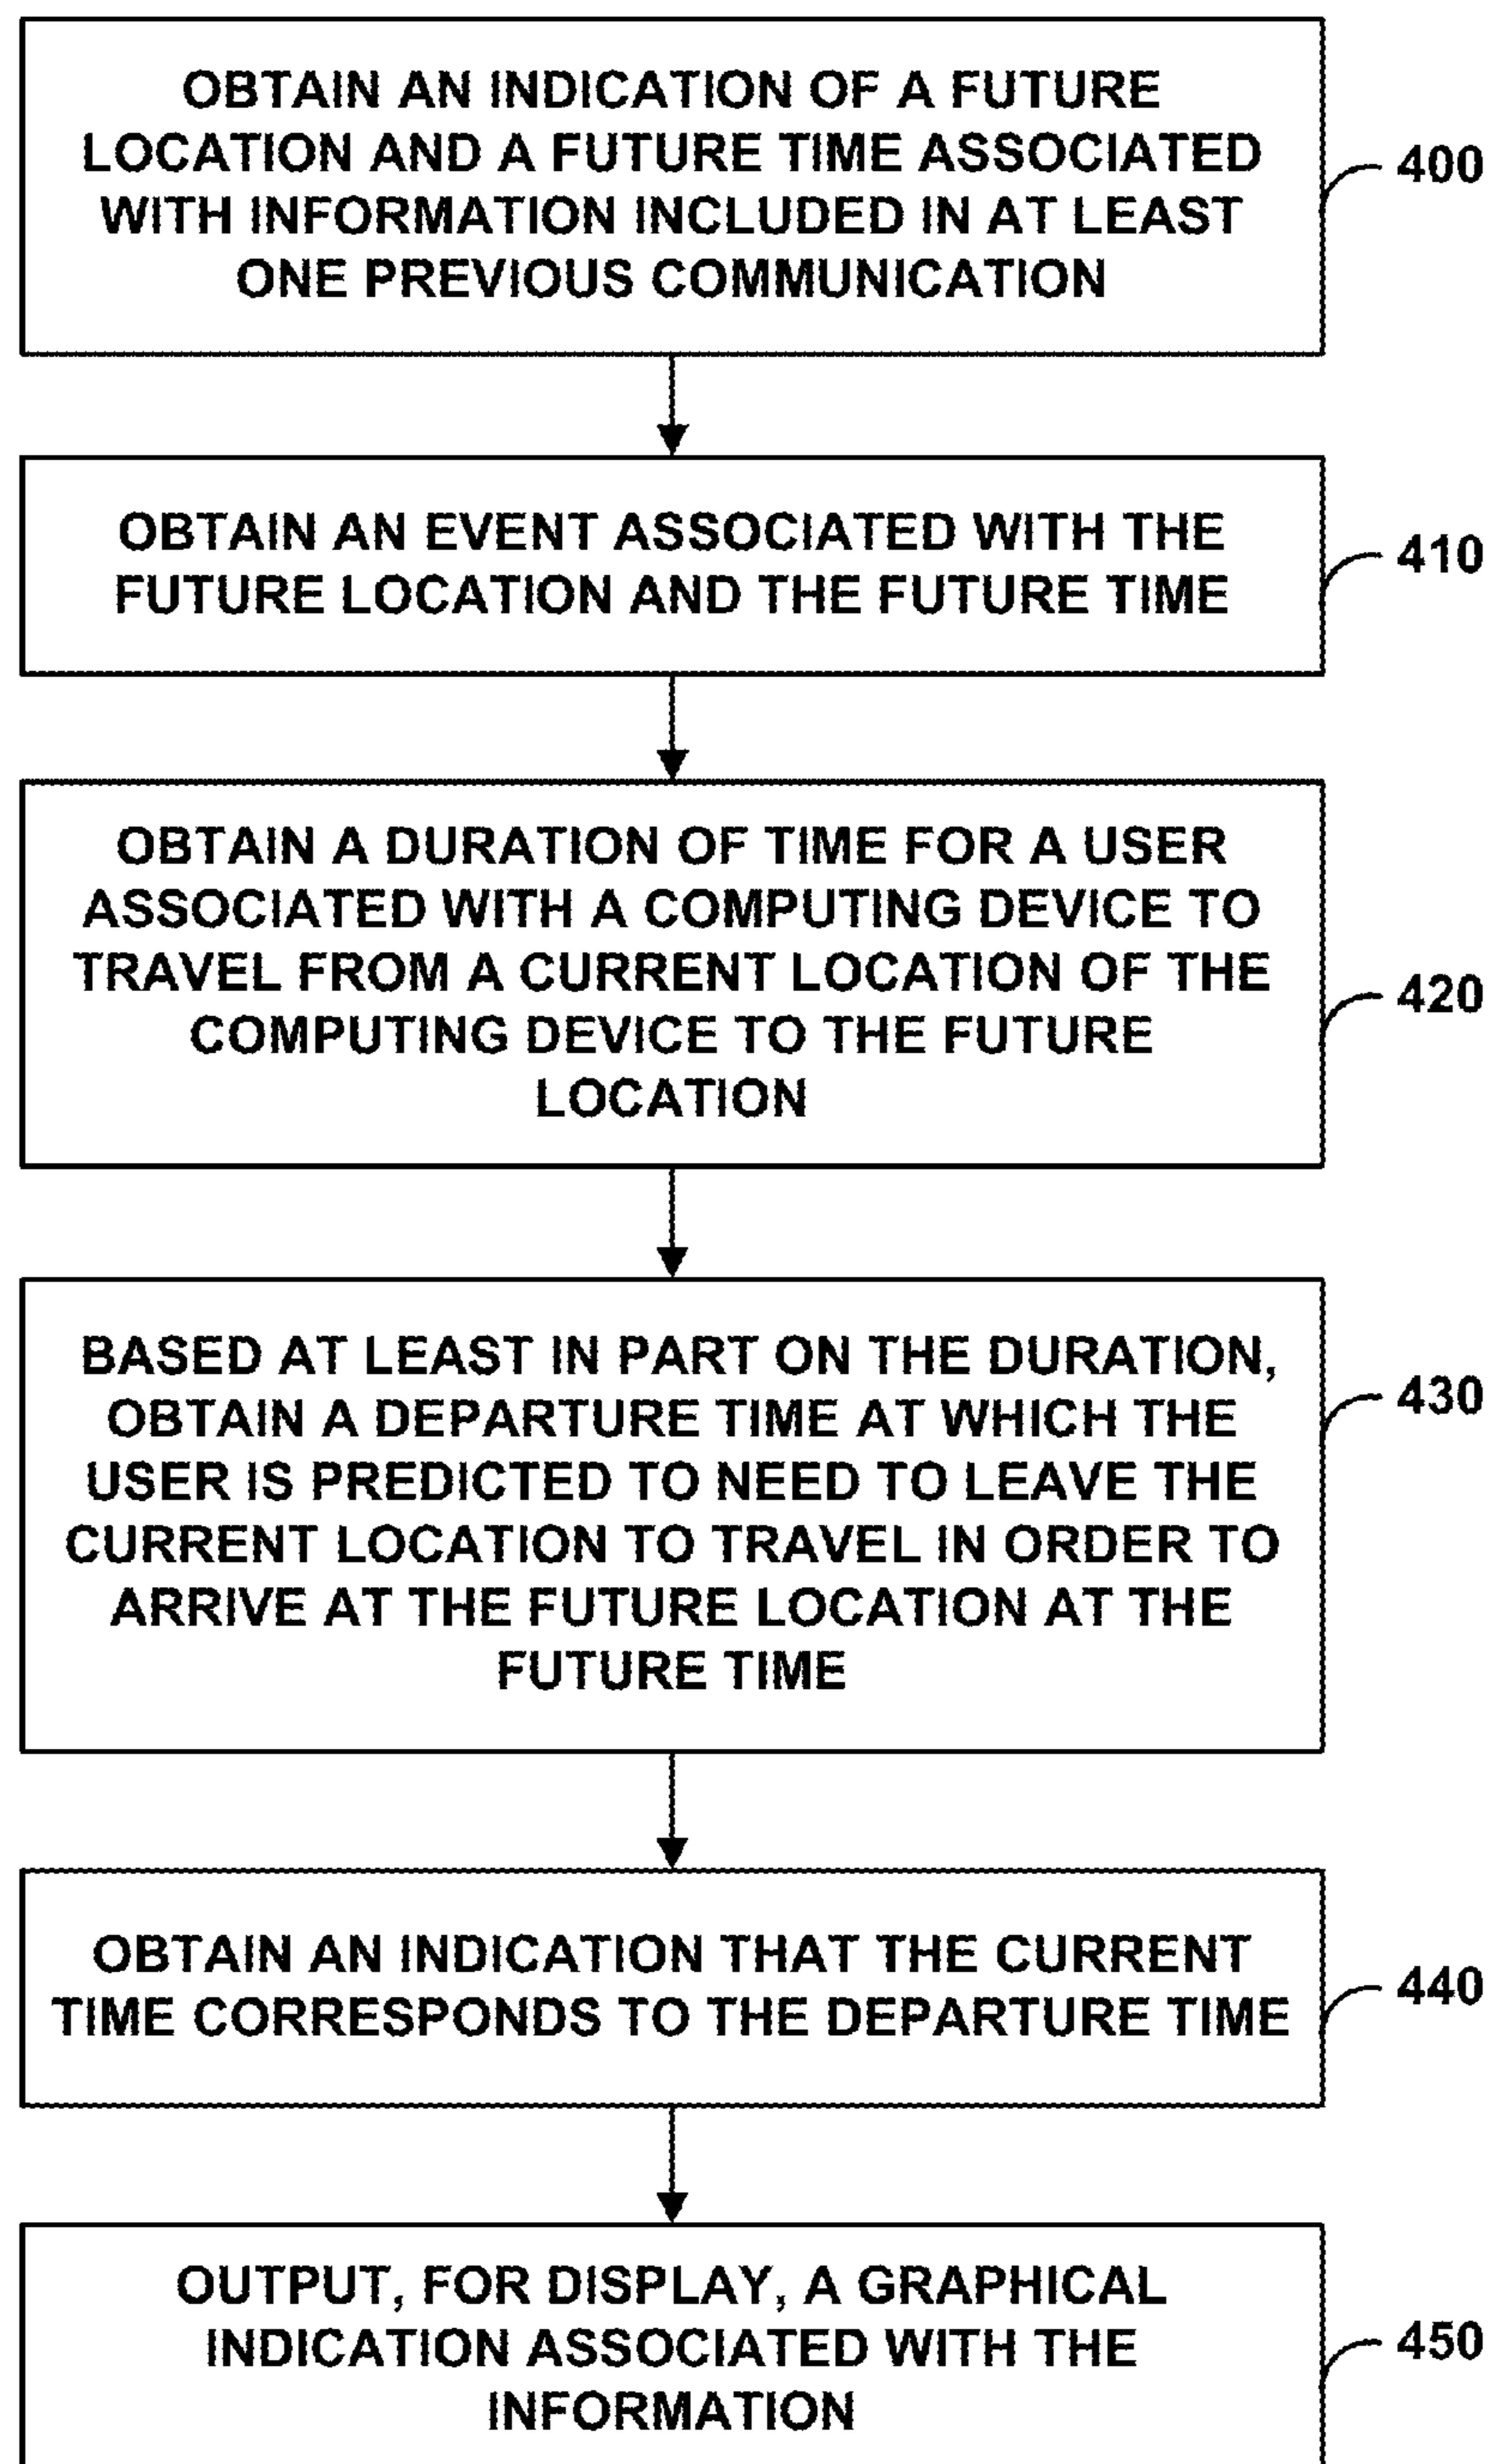 OBTAIN AN INDICATION OF A FUTURE
LOCATION AND A FUTURE TIME ASSOCIATED
WITH INFORMATION INCLUDED IN AT LEAST
ONE PREVIOUS COMMUNICATION
400
OBTAIN AN EVENT ASSOCIATED WITH THE
FUTURE LOCATION AND THE FUTURE TIME
410
OBTAIN A DURATION OF TIME FOR A USER
ASSOCIATED WITH A COMPUTING DEVICE TO
TRAVEL FROM A CURRENT LOCATION OF THE
COMPUTING DEVICE TO THE FUTURE
LOCATION
420
BASED AT LEAST IN PART ON THE DURATION,
OBTAIN A DEPARTURE TIME AT WHICH THE
USER IS PREDICTED TO NEED TO LEAVE THE
CURRENT LOCATION TO TRAVEL IN ORDER TO
ARRIVE AT THE FUTURE LOCATION AT THE
FUTURE TIME
430
OBTAIN AN INDICATION THAT THE CURRENT
TIME CORRESPONDS TO THE DEPARTURE TIME
440
OUTPUT, FOR DISPLAY, A GRAPHICAL
INDICATION ASSOCIATED WITH THE
INFORMATION
450